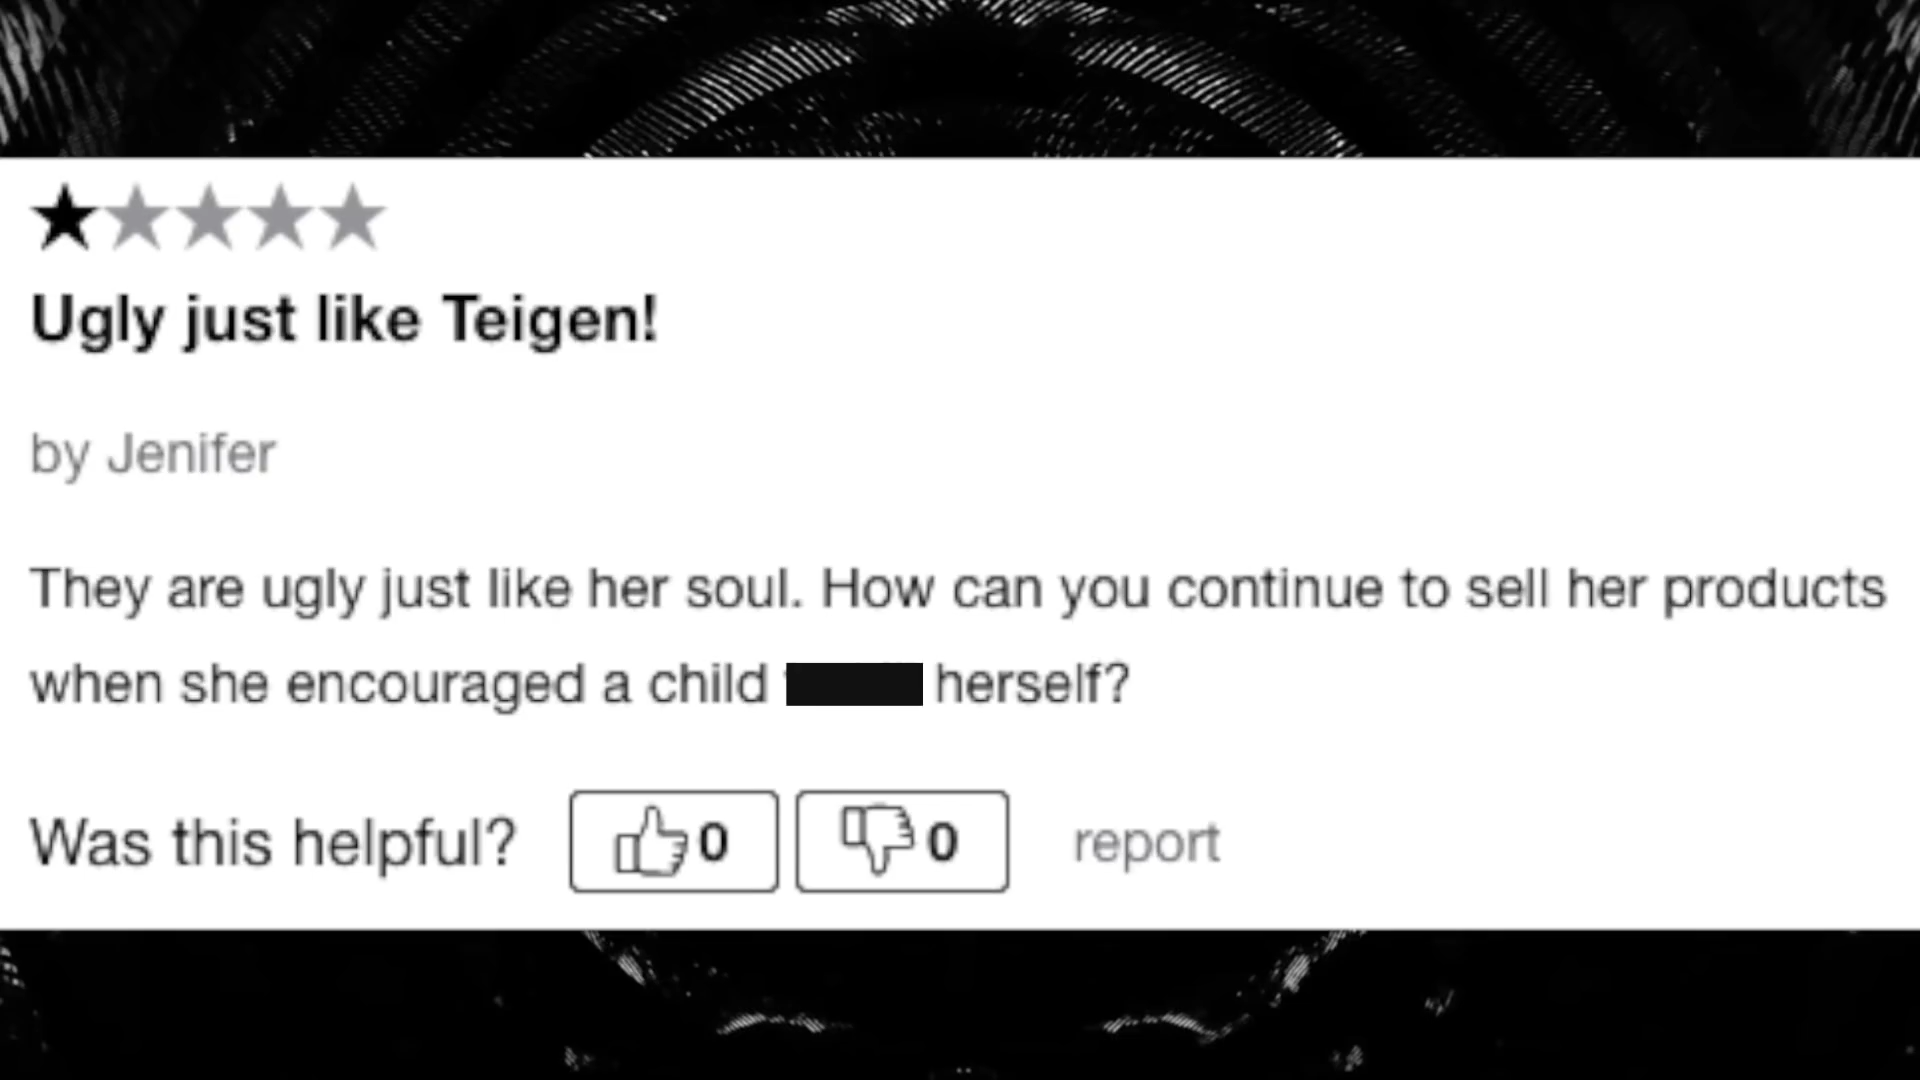 Ugly just like Teigen!
by Jenifer
They are ugly just like her soul. How can you continue to sell her products
when she encouraged a child herself?
Was this helpful? 0 0 report